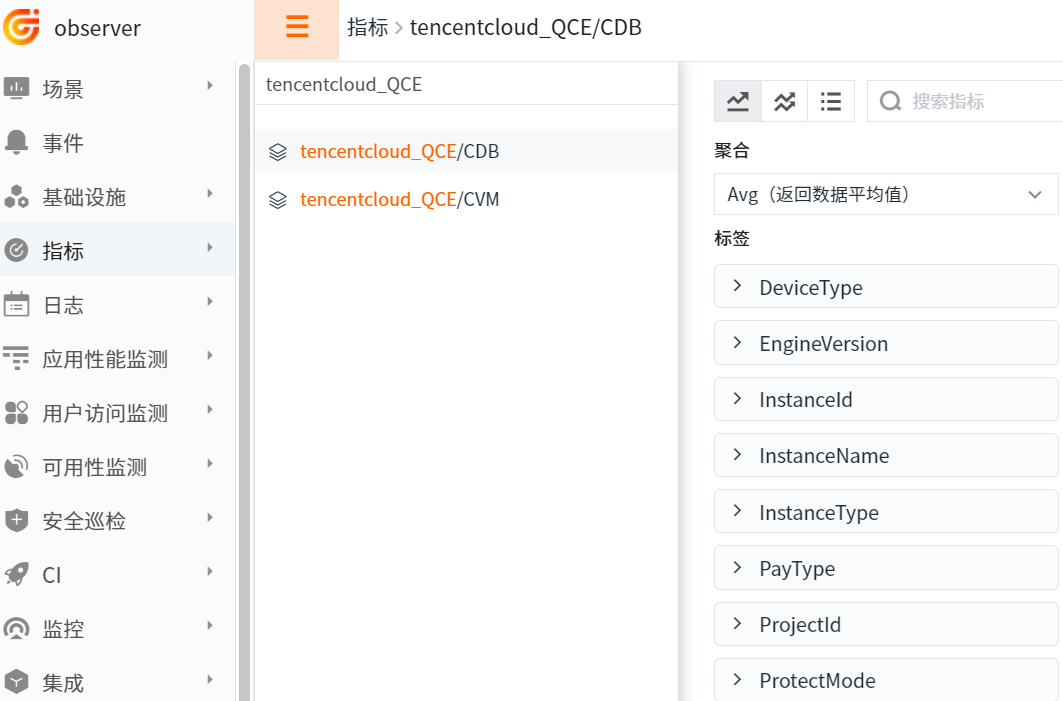 observer
指标 > tencentcloud_QCE/CDB
场景
事件
基础设施
指标
日志
应用性能监测
用户访问监测
可用性监测
安全巡检
CI
监控
集成
tencentcloud_QCE
tencentcloud_QCE/CDB
tencentcloud_QCE/CVM
搜索指标
聚合
Avg（返回数据平均值）
标签
DeviceType
EngineVersion
InstanceId
InstanceName
InstanceType
PayType
ProjectId
ProtectMode